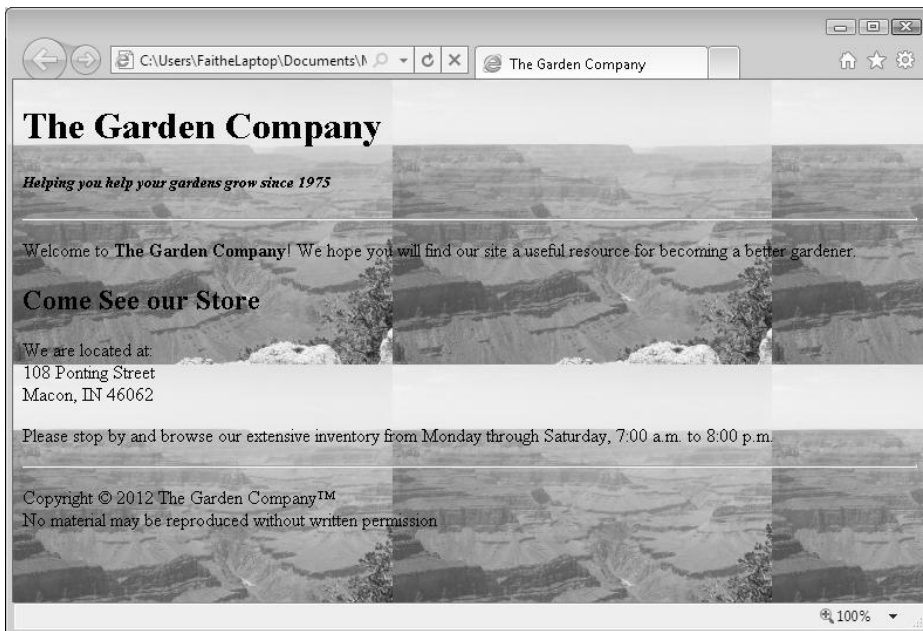 C:\Users\FaitheLaptop\Documents\M
The Garden Company
The Garden Company
Helping you help your gardens grow since 1975
Welcome to The Garden Company! We hope you will find our site a useful resource for becoming a better gardener.
Come See our Store
We are located at:
108 Ponting Street
Macon, IN 46062
Please stop by and browse our extensive inventory from Monday through Saturday, 7:00 a.m. to 8:00 p.m.
Copyright © 2012 The Garden Company™
No material may be reproduced without written permission
100%